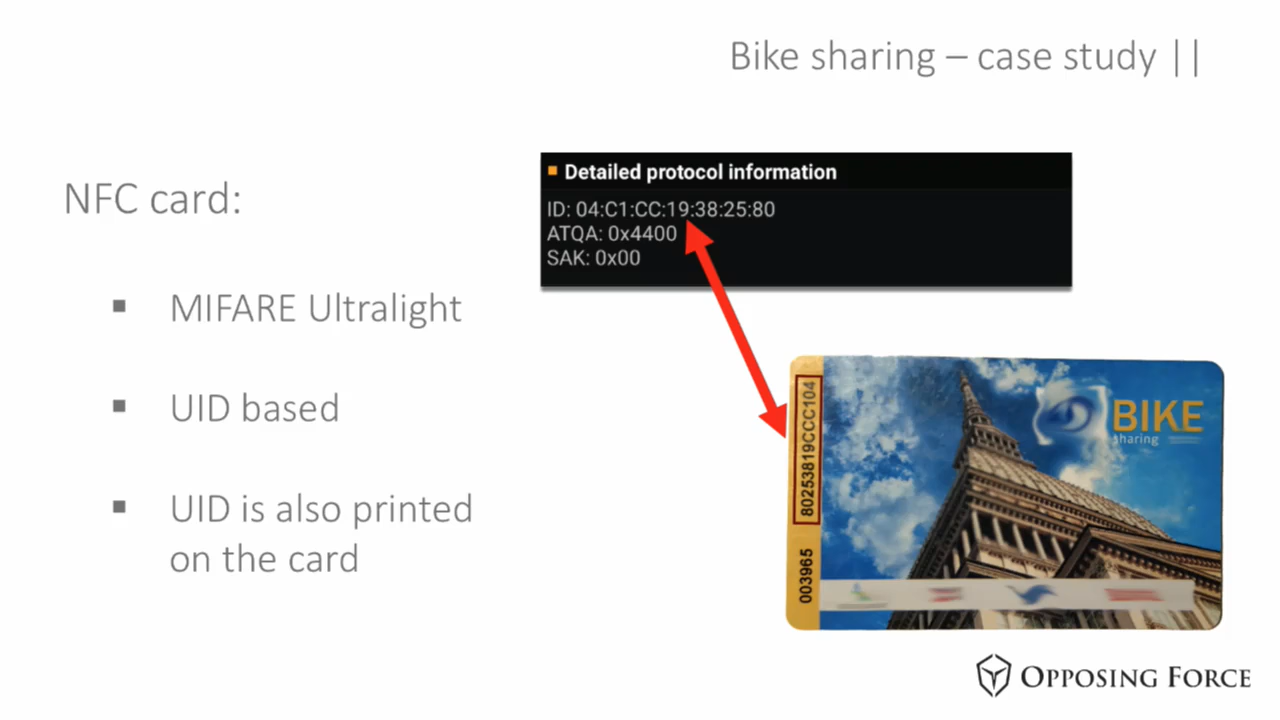 Bike sharing – case study ||
NFC card:
▪ MIFARE Ultralight
▪ UID based
▪ UID is also printed
on the card
Detailed protocol information
ID: 04:C1:CC:19:38:25:80
ATQA: 0x4400
SAK: 0x00
80253819CCC104
003965
BIKE
sharing
OPPOSING FORCE